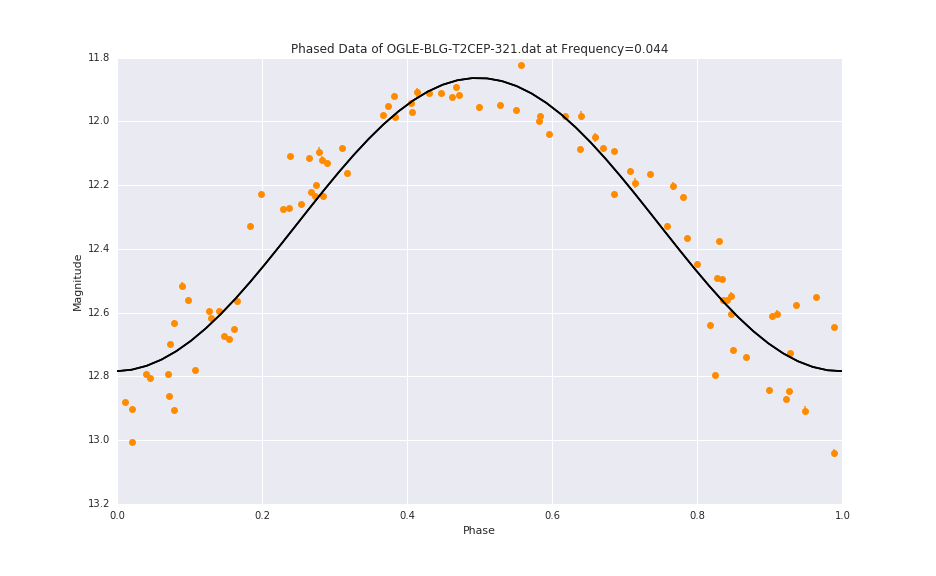 Phased Data of OGLE-BLG-T2CEP-321.dat at Frequency=0.044
11.8
12.0
12.2
12.4
12.6
12.8
13.0
13.2
Magnitude
0.0 0.2 0.4 0.6 0.8 1.0
Phase